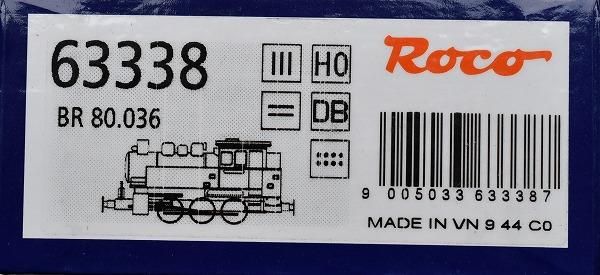 63338
BR 80.036
III
H0
=
DB
Roco
9 005033 633387
MADE IN VN 9 44 C0